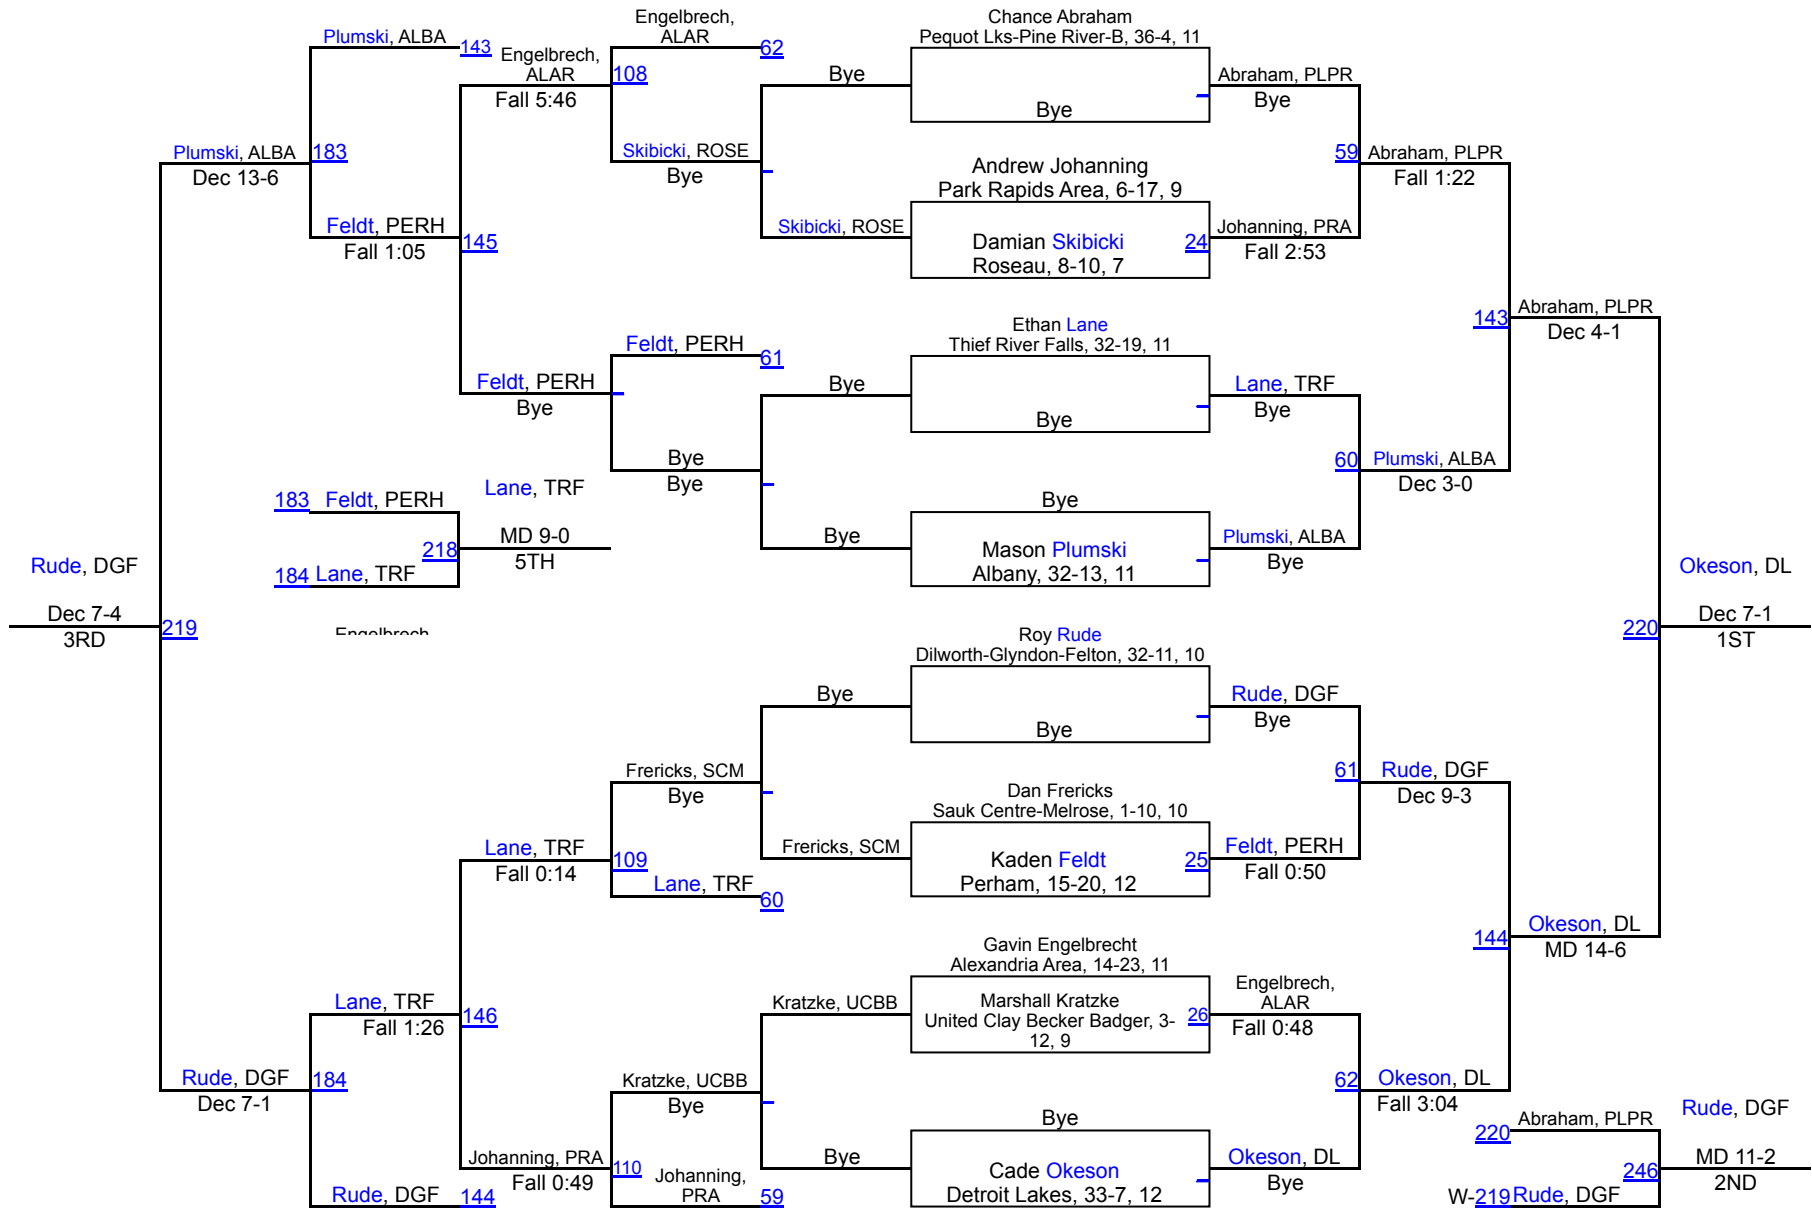 Engelbrech,
ALAR
Chance Abraham
Pequot Lks-Pine River-B, 36-4, 11
Plumski, ALBA
143
Engelbrech,
ALAR
62
108
Bye
Abraham, PLPR
Fall 5:46
Bye
Bye
Plumski, ALBA
183
Skibicki, ROSE
59
Abraham, PLPR
Dec 13-6
Bye
Andrew Johanning
Park Rapids Area, 6-17, 9
Fall 1:22
Feldt, PERH
145
Skibicki, ROSE
Damian Skibicki
Roseau, 8-10, 7
24
Johanning, PRA
Fall 1:05
Fall 2:53
Ethan Lane
Thief River Falls, 32-19, 11
143
Abraham, PLPR
Dec 4-1
Feldt, PERH
61
Feldt, PERH
Bye
Bye
Lane, TRF
Bye
Bye
Bye
Bye
60
Plumski, ALBA
Bye
Dec 3-0
Lane, TRF
183
Feldt, PERH
Bye
MD 9-0
218
5TH
Bye
Mason Plumski
Albany, 32-13, 11
Plumski, ALBA
Bye
184
Lane, TRF
Rude, DGF
Okeson, DL
Dec 7-4
219
3RD
Dec 7-1
220
1ST
Engelbrech
Roy Rude
Dilworth-Glyndon-Felton, 32-11, 10
Bye
Rude, DGF
Bye
Bye
Frericks, SCM
Bye
61
Rude, DGF
Dec 9-3
Dan Frericks
Sauk Centre-Melrose, 1-10, 10
Lane, TRF
109
Frericks, SCM
Kaden Feldt
Perham, 15-20, 12
25
Feldt, PERH
Fall 0:14
Fall 0:50
Lane, TRF
60
144
Okeson, DL
MD 14-6
Gavin Engelbrecht
Alexandria Area, 14-23, 11
Lane, TRF
146
Kratzke, UCBB
Marshall Kratzke
United Clay Becker Badger, 3-
12, 9
26
Engelbrech,
ALAR
Fall 1:26
Fall 0:48
Rude, DGF
184
Kratzke, UCBB
62
Okeson, DL
Dec 7-1
Bye
Fall 3:04
Bye
Abraham, PLPR
220
Rude, DGF
Johanning, PRA
110
Bye
Cade Okeson
Detroit Lakes, 33-7, 12
Okeson, DL
Bye
246
MD 11-2
2ND
Fall 0:49
Johanning,
PRA
59
Rude, DGF
144
W-219
Rude, DGF